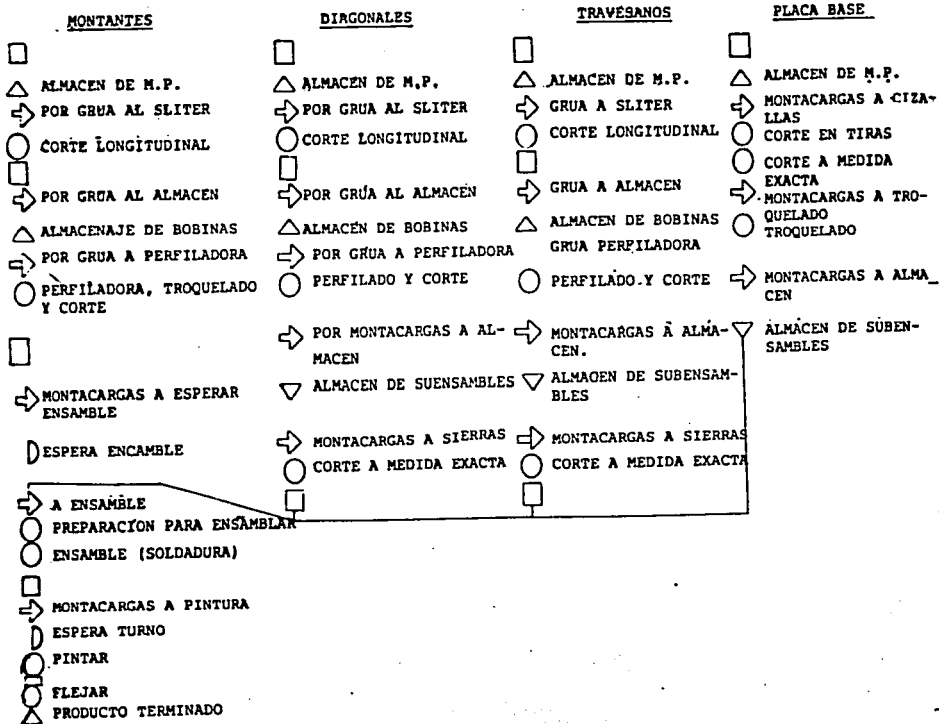 MONTANTES
ALMACEN DE M.P.
POR GRUA AL SLITER
CORTE LONGITUDINAL
POR GRUA AL ALMACEN
ALMACENAJE DE BOBINAS
POR GRUA A PERFILADORA
PERFILADORA, TROQUELADO
Y CORTE
MONTACARGAS A ESPERAR
ENSAMBLE
ESPERA ENCAMBLE
A ENSAMBLE
PREPARACION PARA ENSAMBLAR
ENSAMBLE (SOLDADURA)
MONTACARGAS A PINTURA
ESPERA TURNO
PINTAR
FLEJAR
PRODUCTO TERMINADO
DIAGONALES
ALMACEN DE M.P.
POR GRUA AL SLITER
CORTE LONGITUDINAL
POR GRUA AL ALMACEN
ALMACEN DE BOBINAS
POR GRUA A PERFILADORA
PERFILADO Y CORTE
POR MONTACARGAS A AL-
MACEN
ALMACEN DE SUENSAMBLES
MONTACARGAS A SIERRAS
CORTE A MEDIDA EXACTA
TRAVESANOS
ALMACEN DE M.P.
GRUA A SLITER
CORTE LONGITUDINAL
GRUA A ALMACEN
ALMACEN DE BOBINAS
GRUA PERFILADORA
PERFILADO Y CORTE
MONTACARGAS A ALMA-
CEN.
ALMACEN DE SUBENSAM-
BLES
MONTACARGAS A SIERRAS
CORTE A MEDIDA EXACTA
PLACA BASE
ALMACEN DE M.P.
MONTACARGAS A CIZA-
LLAS
CORTE EN TIRAS
CORTE A MEDIDA
EXACTA
MONTACARGAS A TRO-
QUELADO
TROQUELADO
MONTACARGAS A ALMA_
CEN
ALMACEN DE SUBEN-
SAMBLES